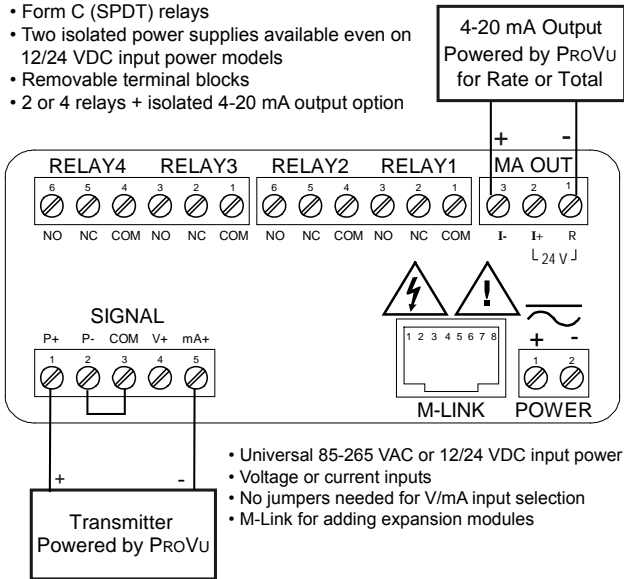 • Form C (SPDT) relays
• Two isolated power supplies available even on
12/24 VDC input power models
• Removable terminal blocks
• 2 or 4 relays + isolated 4-20 mA output option
4-20 mA Output
Powered by PROVU
for Rate or Total
+ -
RELAY4 RELAY3 RELAY2 RELAY1 MA OUT
6 5 4 3 2 1 6 5 4 3 2 1 3 2 1
NO NC COM NO NC COM NO NC COM NO NC COM I- I+ R
24 V
SIGNAL
P+ P- COM V+ mA+
1 2 3 4 5
1 2 3 4 5 6 7 8
M-LINK
+ -
1 2
POWER
+ -
Transmitter
Powered by PROVU
• Universal 85-265 VAC or 12/24 VDC input power
• Voltage or current inputs
• No jumpers needed for V/mA input selection
• M-Link for adding expansion modules